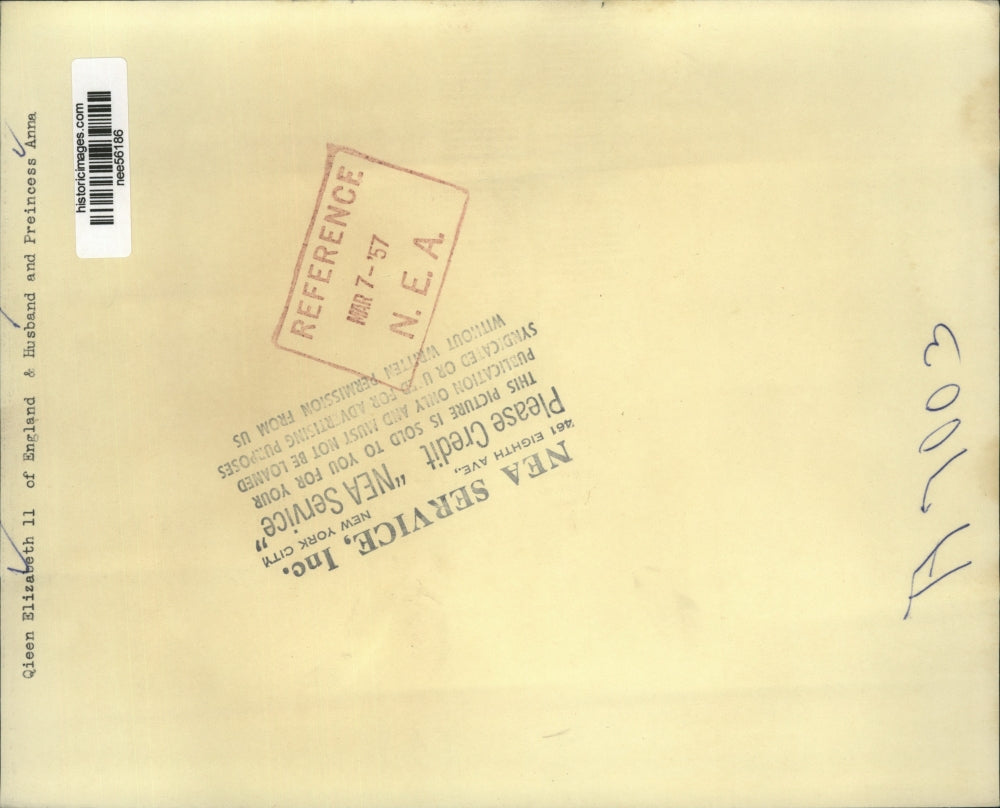 Qieen Elizabeth 11 of England & Husband and Preincess Anna
historicimages.com
nee56186
REFERENCE
MAR 7-'57
N. E. A.
NEA SERVICE, Inc.
461 EIGHTH AVE., NEW YORK CITY
Please Credit "NEA Service"
THIS PICTURE IS SOLD TO YOU FOR YOUR
PUBLICATION ONLY AND MUST NOT BE LOANED
SYNDICATED OR FOR ADVERTISING PURPOSES
WITHOUT WRITTEN PERMISSION FROM US